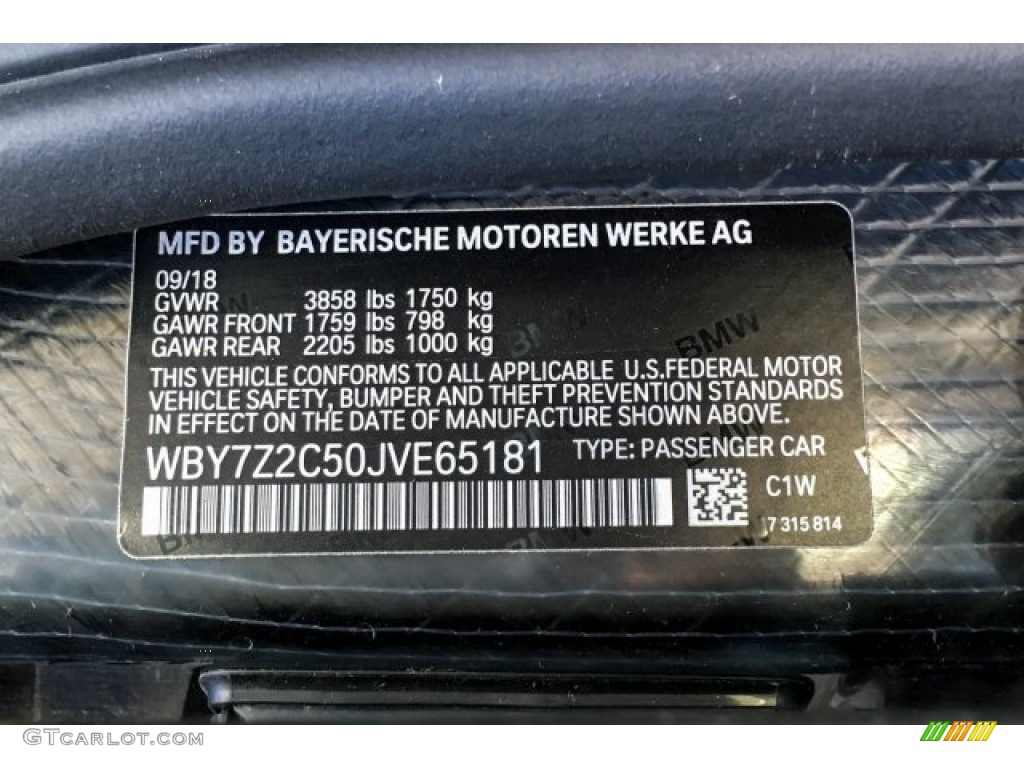 MFD BY BAYERISCHE MOTOREN WERKE AG
09/18
GVWR 3858 lbs 1750 kg
GAWR FRONT 1759 lbs 798 kg
GAWR REAR 2205 lbs 1000 kg
BMW
THIS VEHICLE CONFORMS TO ALL APPLICABLE U.S.FEDERAL MOTOR
VEHICLE SAFETY, BUMPER AND THEFT PREVENTION STANDARDS
IN EFFECT ON THE DATE OF MANUFACTURE SHOWN ABOVE.
WBY7Z2C50JVE65181 TYPE: PASSENGER CAR
C1W
7 315 814
GTCarlot.com